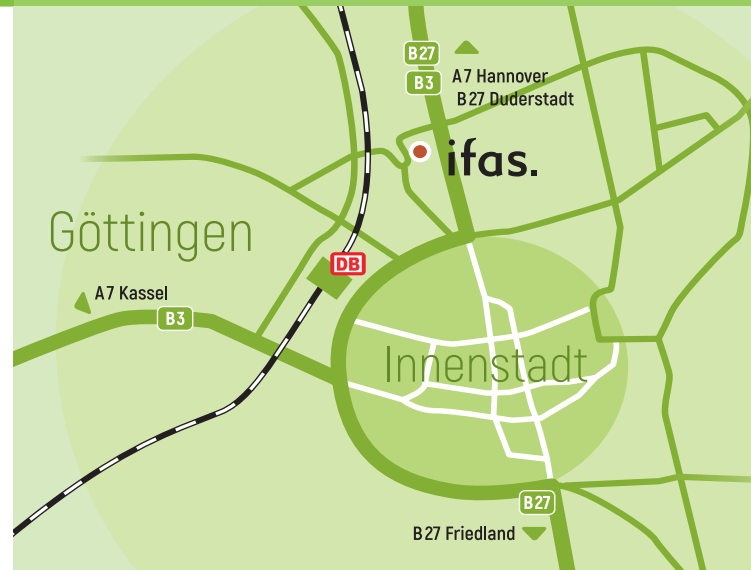 B27
B3
A7 Hannover
B27 Duderstadt
ifas.
Göttingen
DB
A7 Kassel
B3
Innenstadt
B27
B27 Friedland